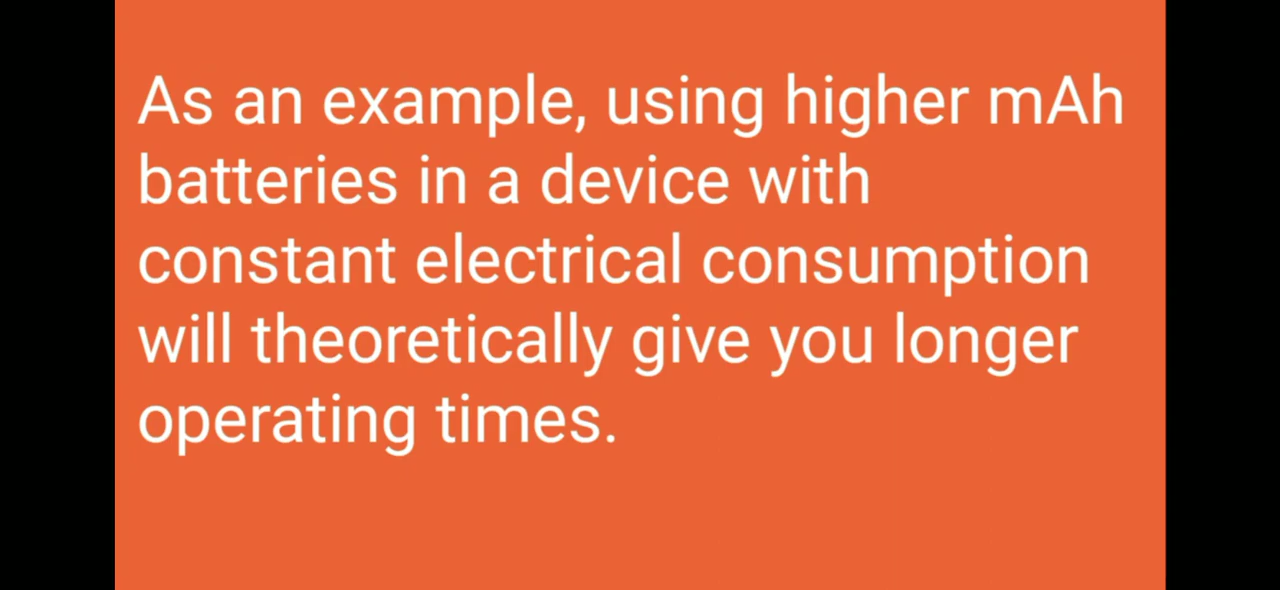 As an example, using higher mAh
batteries in a device with
constant electrical consumption
will theoretically give you longer
operating times.